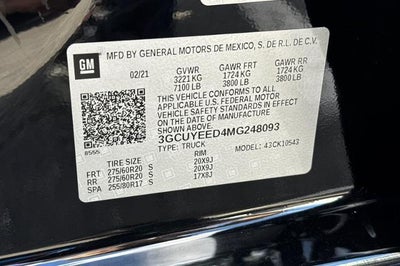 GM
MFD BY GENERAL MOTORS DE MEXICO, S. DE R.L. DE C.V.
02/21 GVWR GAWR FRT GAWR RR
3221 KG 1724 KG 1724 KG
7100 LB 3800 LB 3800 LB
THIS VEHICLE CONFORMS TO ALL
APPLICABLE U.S. FEDERAL MOTOR
VEHICLE SAFETY STANDARDS IN EFFECT
ON THE DATE OF MANUFACTURE SHOWN ABOVE.
3GCUYEED4MG248093
8555 TYPE: TRUCK MODEL: 43CK10543
TIRE SIZE RIM
FRT 275/60R20 S 20X9J
RR 275/60R20 S 20X9J
SPA 255/80R17 S 17X8J